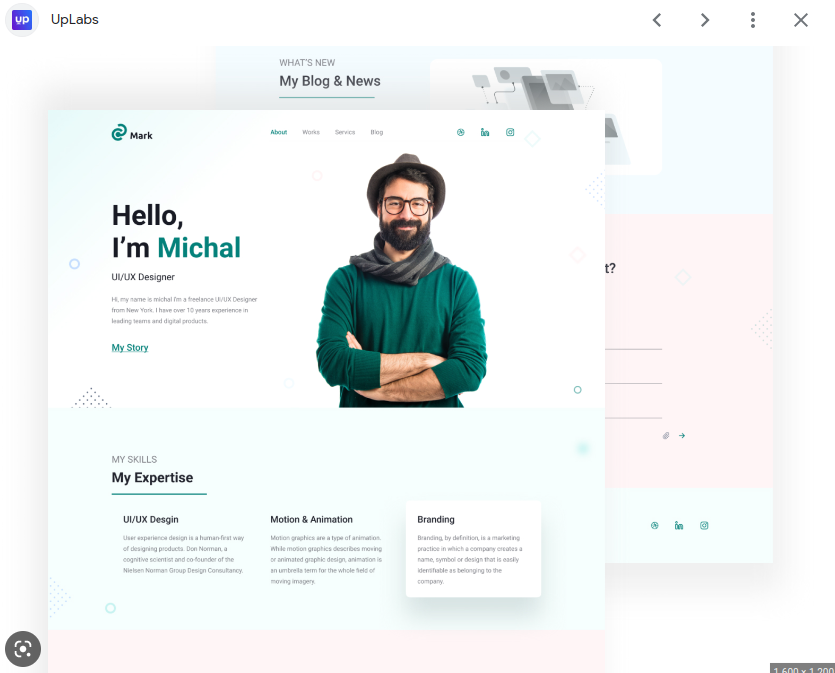 up
UpLabs
WHAT'S NEW
My Blog & News
Mark
About
Works
Servics
Blog
Hello,
I'm Michal
UI/UX Designer
Hi, my name is michal I'm a freelance UI/UX Designer
from New York. I have over 10 years experience in
leading teams and digital products.
My Story
t?
MY SKILLS
My Expertise
UI/UX Desgin
User experience design is a human-first way
of designing products. Don Norman, a
cognitive scientist and co-founder of the
Nielsen Norman Group Design Consultancy.
Motion & Animation
Motion graphics are a type of animation.
While motion graphics describes moving
or animated graphic design, animation is
an umbrella term for the whole field of
moving imagery.
Branding
Branding, by definition, is a marketing
practice in which a company creates a
name, symbol or design that is easily
identifiable as belonging to the
company.
1,600 x 1,200